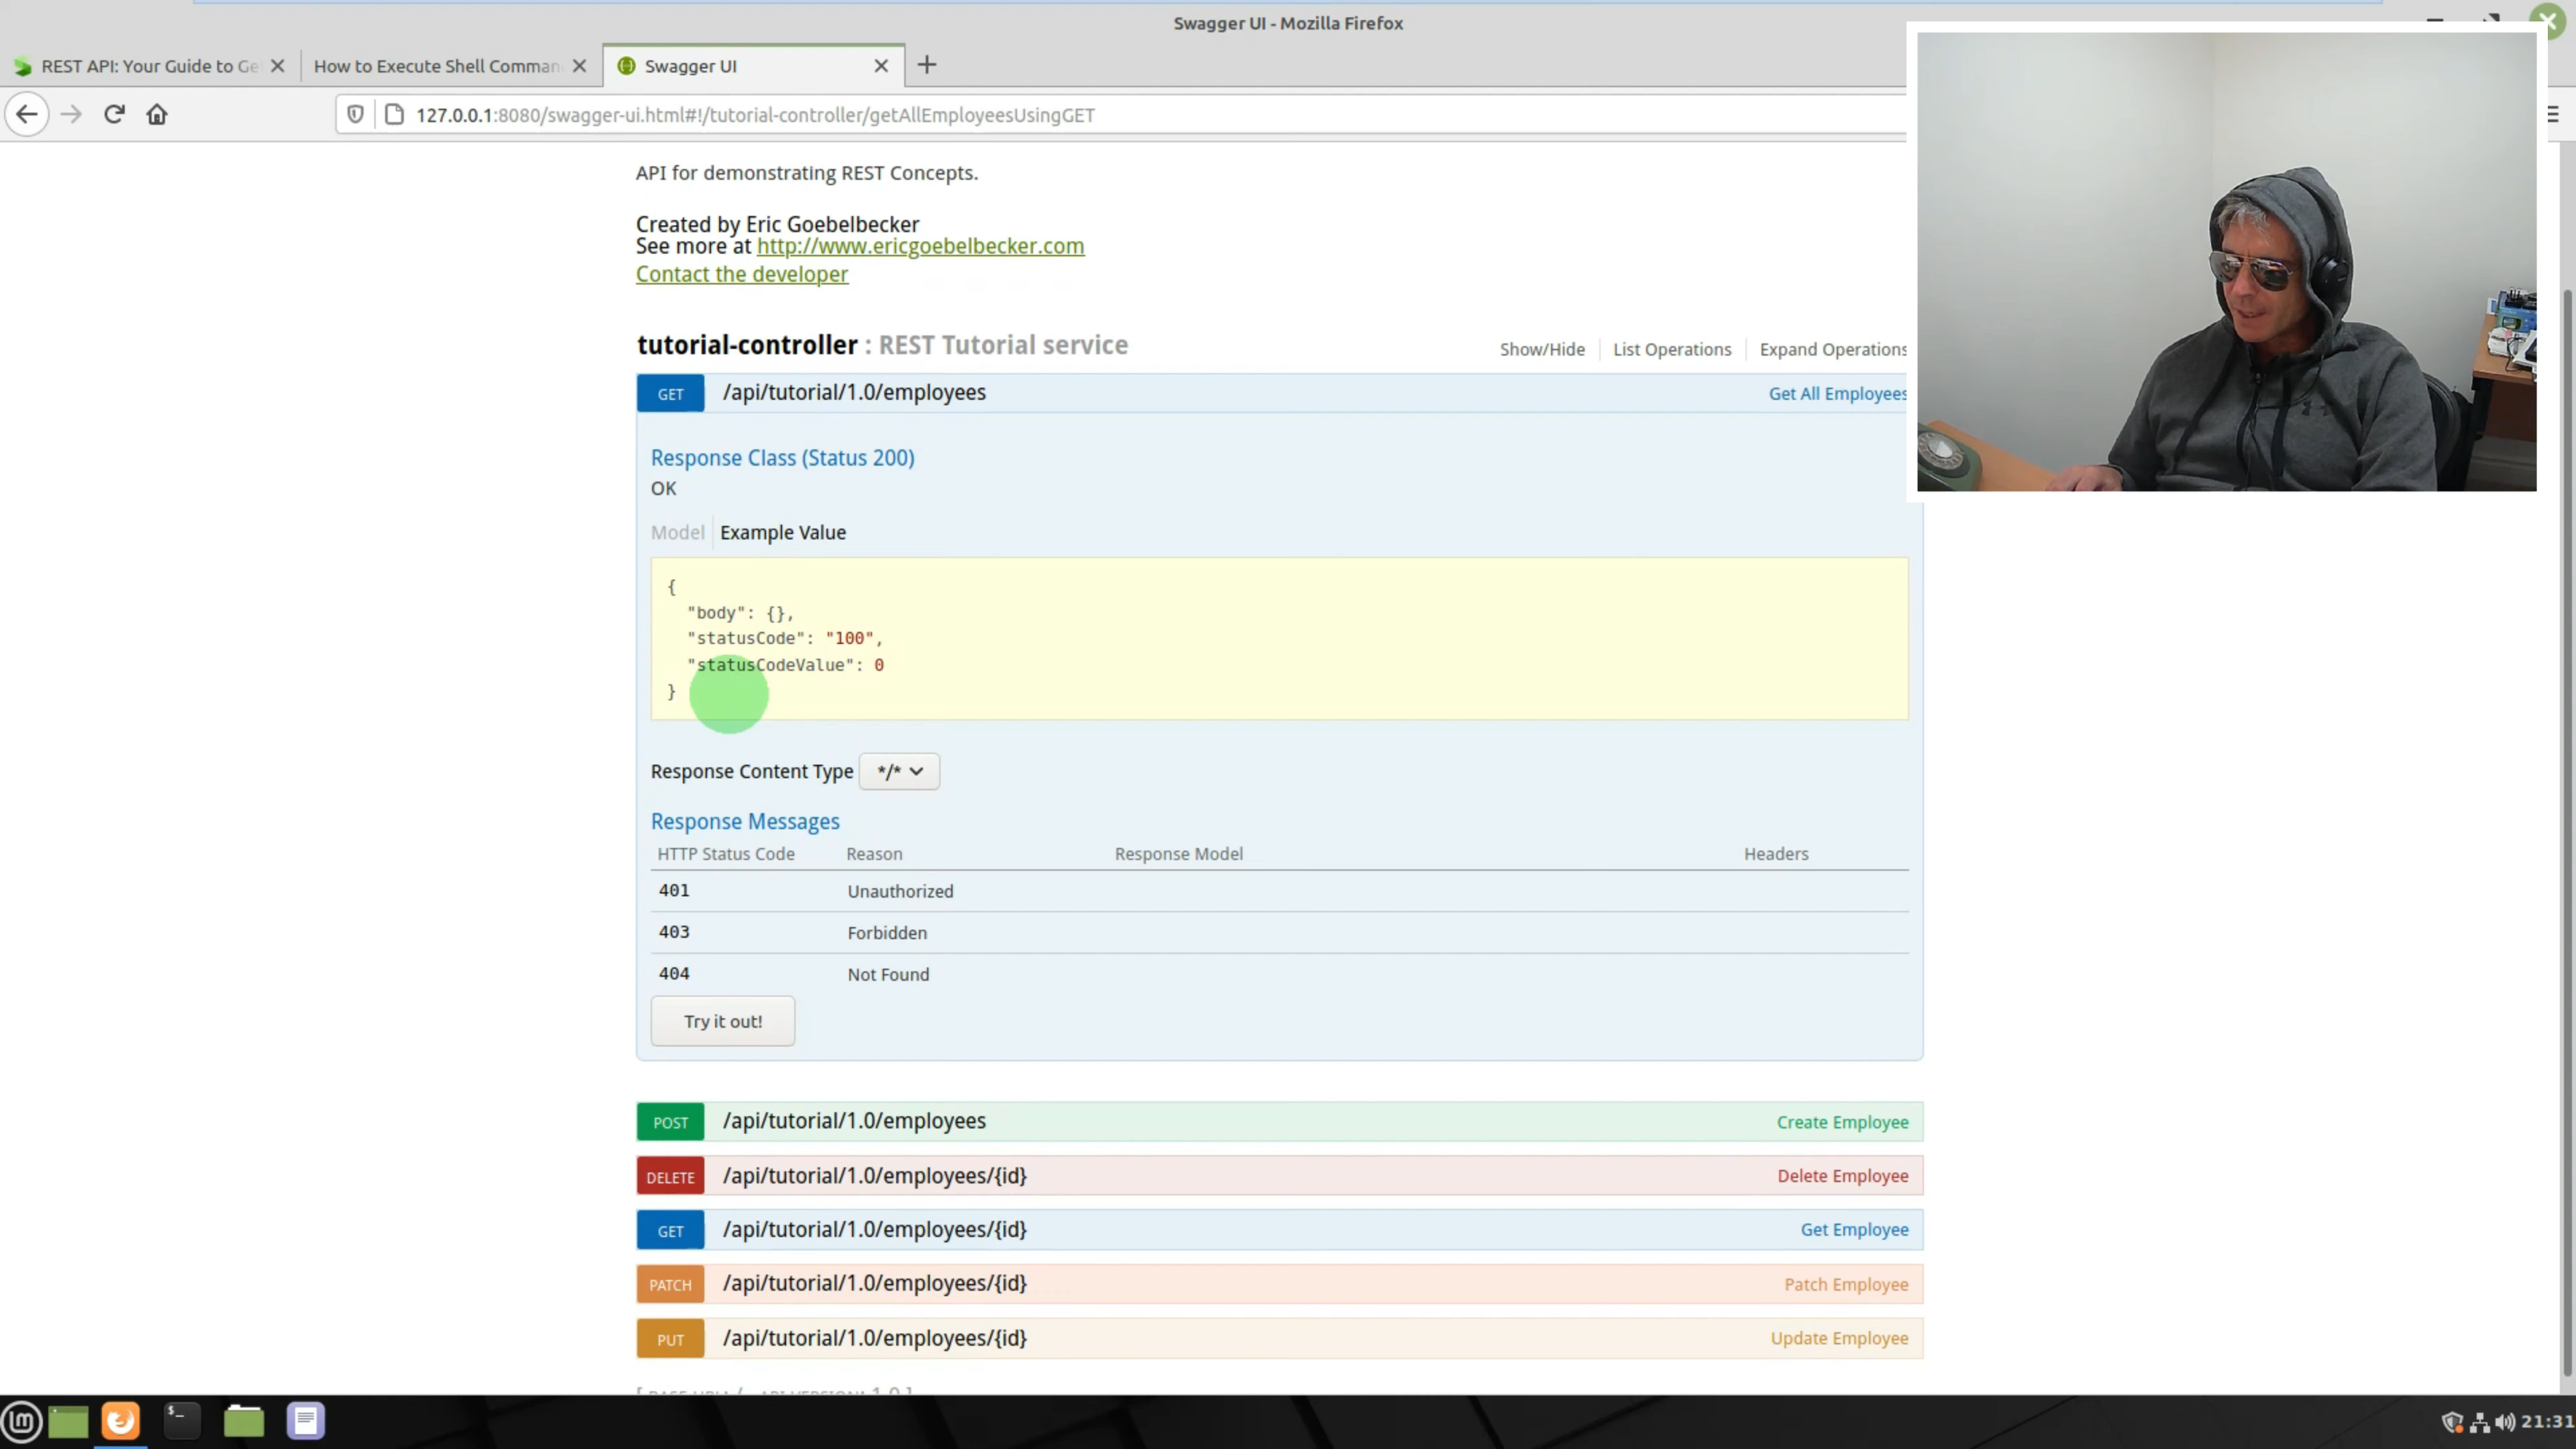 Swagger UI - Mozilla Firefox
REST API: Your Guide to Ge
How to Execute Shell Comman
Swagger UI
127.0.0.1:8080/swagger-ui.html#!/tutorial-controller/getAllEmployeesUsingGET
API for demonstrating REST Concepts.
Created by Eric Goebelbecker
See more at http://www.ericgoebelbecker.com
Contact the developer
tutorial-controller : REST Tutorial service
Show/Hide List Operations Expand Operations
GET /api/tutorial/1.0/employees Get All Employees
Response Class (Status 200)
OK
Model Example Value
{
"body": {},
"statusCode": "100",
"statusCodeValue": 0
}
Response Content Type */*
Response Messages
HTTP Status Code Reason Response Model Headers
401 Unauthorized
403 Forbidden
404 Not Found
Try it out!
POST /api/tutorial/1.0/employees Create Employee
DELETE /api/tutorial/1.0/employees/{id} Delete Employee
GET /api/tutorial/1.0/employees/{id} Get Employee
PATCH /api/tutorial/1.0/employees/{id} Patch Employee
PUT /api/tutorial/1.0/employees/{id} Update Employee
21:31